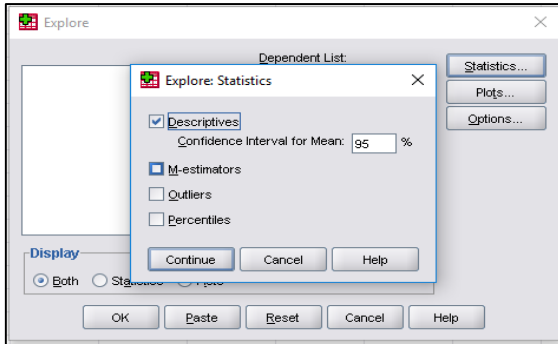 Explore
Dependent List:
Statistics...
Plots...
Options...
Explore: Statistics
Descriptives
Confidence Interval for Mean: 95 %
M-estimators
Outliers
Percentiles
Continue Cancel Help
Display
Both
OK Paste Reset Cancel Help